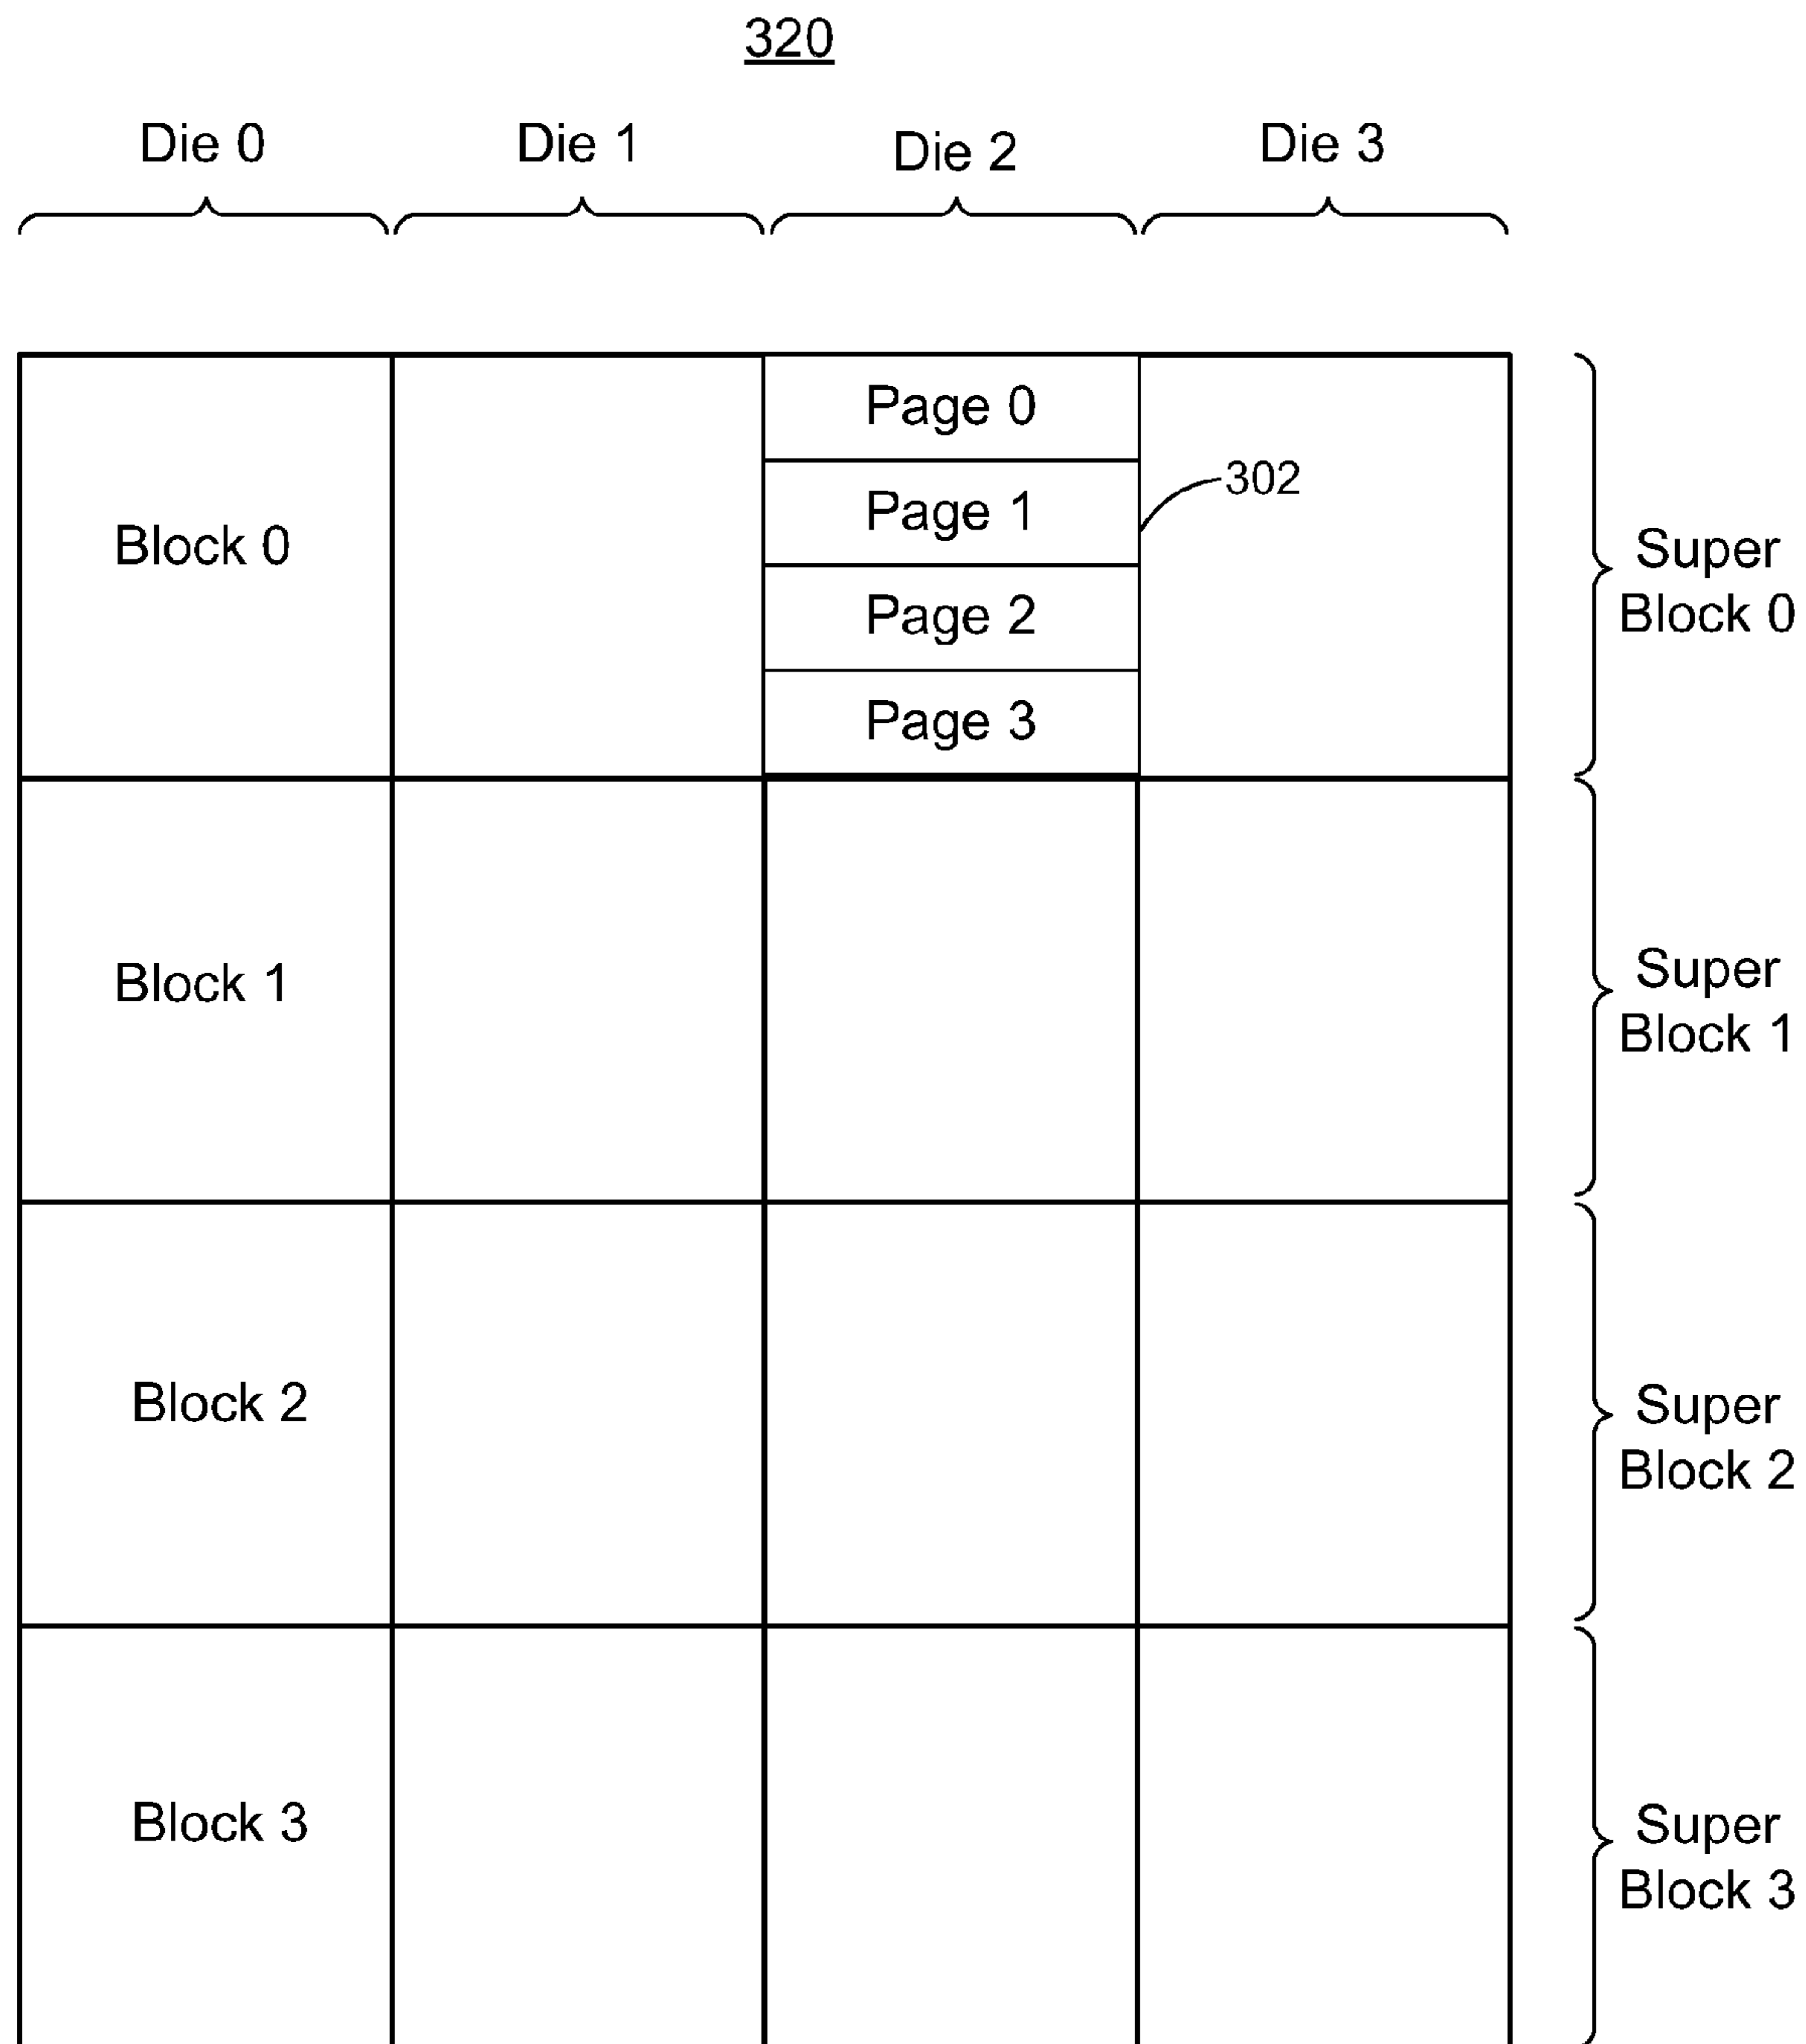 320
Die 0
Die 1
Die 2
Die 3
Page 0
Page 1
302
Block 0
Super
Block 0
Page 2
Page 3
Block 1
Super
Block 1
Block 2
Super
Block 2
Block 3
Super
Block 3